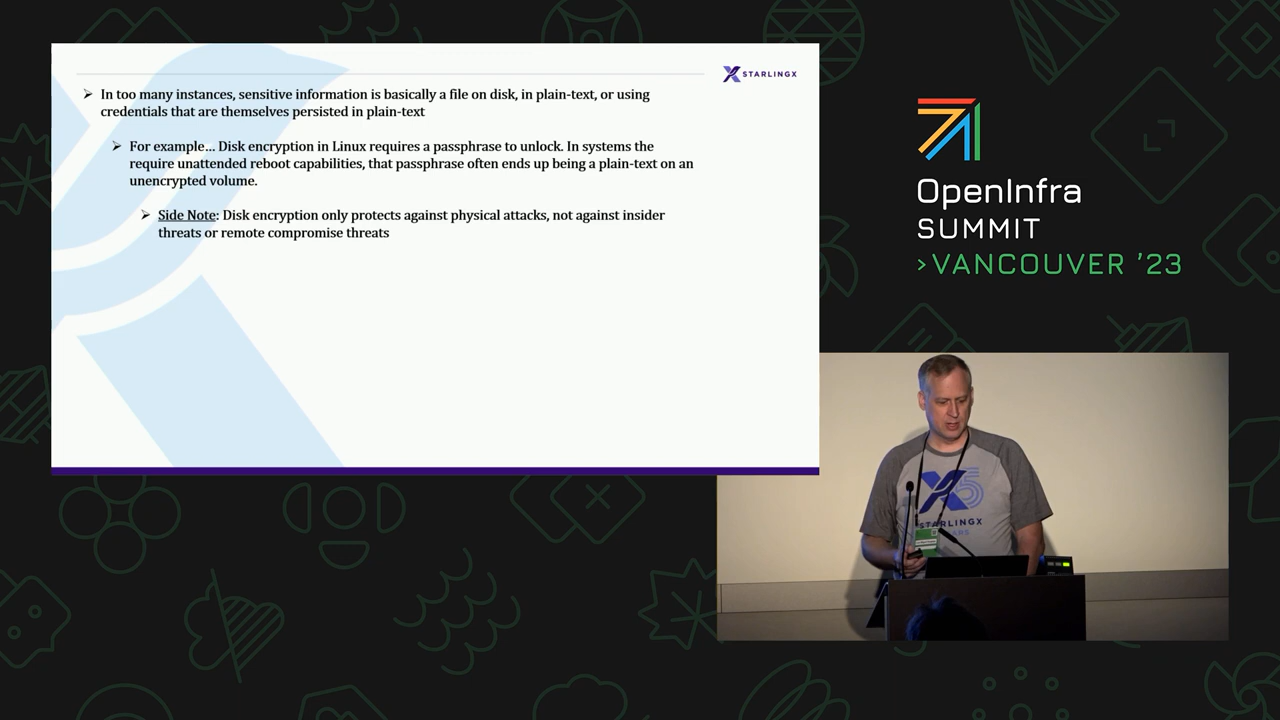 STARLINGX
➢ In too many instances, sensitive information is basically a file on disk, in plain-text, or using
credentials that are themselves persisted in plain-text
➢ For example… Disk encryption in Linux requires a passphrase to unlock. In systems the
require unattended reboot capabilities, that passphrase often ends up being a plain-text on an
unencrypted volume.
➢ Side Note: Disk encryption only protects against physical attacks, not against insider
threats or remote compromise threats
OpenInfra
SUMMIT
>VANCOUVER '23
X5
STARLINGX